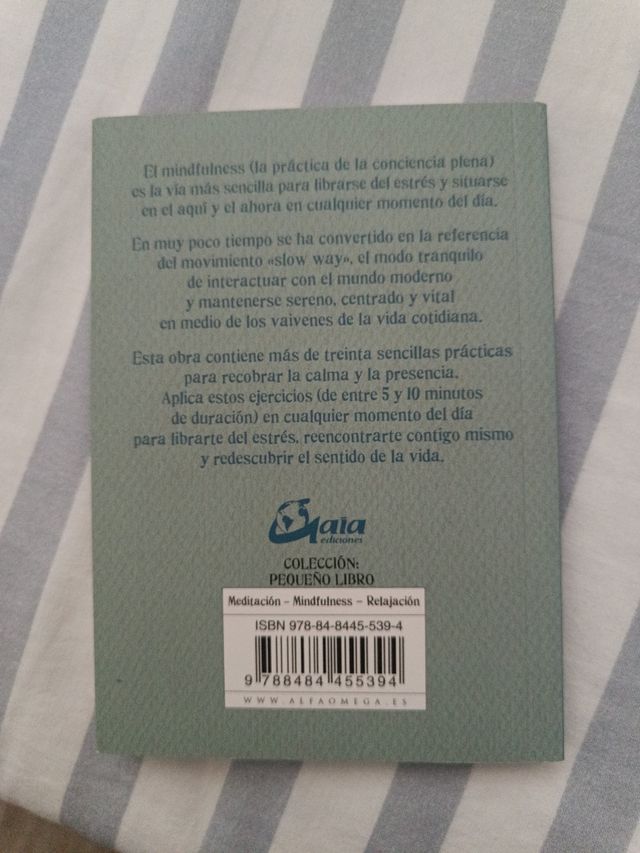 El mindfulness (la práctica de la conciencia plena)
es la vía más sencilla para librarse del estrés y situarse
en el aquí y el ahora en cualquier momento del día.
En muy poco tiempo se ha convertido en la referencia
del movimiento «slow way», el modo tranquilo
de interactuar con el mundo moderno
y mantenerse sereno, centrado y vital
en medio de los vaivenes de la vida cotidiana.
Esta obra contiene más de treinta sencillas prácticas
para recobrar la calma y la presencia.
Aplica estos ejercicios (de entre 5 y 10 minutos
de duración) en cualquier momento del día
para librarte del estrés, reencontrarte contigo mismo
y redescubrir el sentido de la vida.
Gaia
ediciones
COLECCIÓN:
PEQUEÑO LIBRO
Meditación – Mindfulness – Relajación
ISBN 978-84-8445-539-4
9 788484 455394
WWW.ALFAOMEGA.ES